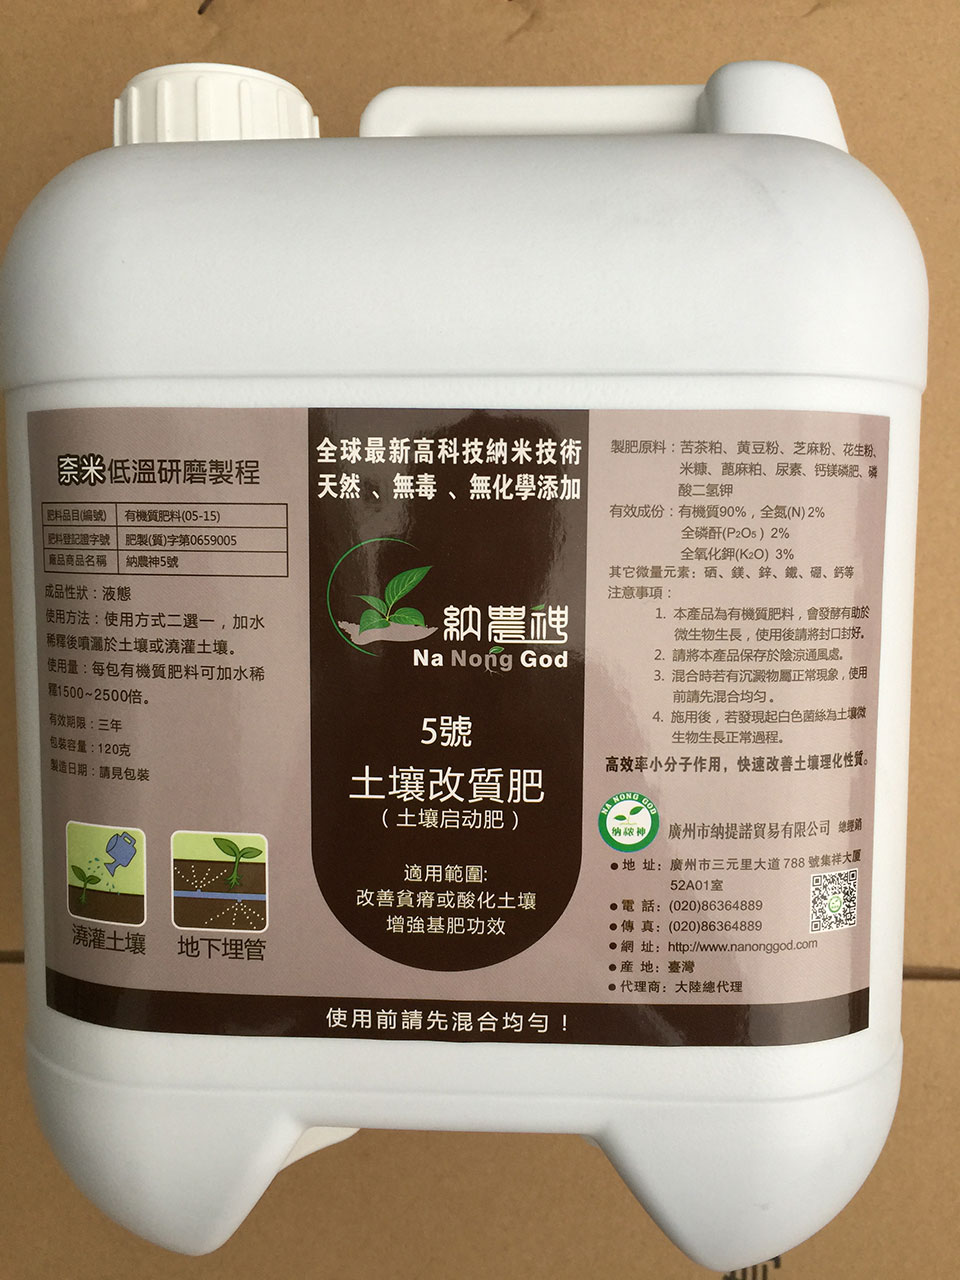 全球最新高科技納米技術
天然、無毒、無化學添加
納農神
Na Nong God
5號
土壤改質肥
（土壤启动肥）
適用範圍:
改善貧瘠或酸化土壤
增強基肥功效
奈米低溫研磨製程
肥料品目(編號) 有機質肥料(05-15)
肥料登記證字號 肥製(質)字第0659005
廠品商品名稱 納農神5號
成品性狀：液態
使用方法：使用方式二選一，加水
稀釋後噴灑於土壤或澆灌土壤。
使用量：每包有機質肥料可加水稀
釋1500~2500倍。
有效期限：三年
包裝容量：120克
製造日期：請見包裝
澆灌土壤
地下埋管
製肥原料：苦茶粕、黄豆粉、芝麻粉、花生粉、
米糠、蓖麻粕、尿素、钙镁磷肥、磷
酸二氢钾
有效成份：有機質90%，全氮(N) 2%
全磷酐(P₂O₅) 2%
全氧化鉀(K₂O) 3%
其它微量元素：硒、鎂、鋅、鐵、硼、鈣等
注意事項：
1. 本產品為有機質肥料，會發酵有助於
微生物生長，使用後請將封口封好。
2. 請將本產品保存於陰涼通風處。
3. 混合時若有沉澱物屬正常現象，使用
前請先混合均勻。
4. 施用後，若發現起白色菌絲為土壤微
生物生長正常過程。
高效率小分子作用，快速改善土壤理化性質。
NA NONG GOD
纳秾神
廣州市納提諾貿易有限公司 總經銷
●地 址：廣州市三元里大道788號集祥大厦
52A01室
●電 話：(020)86364889
●傳 真：(020)86364889
●網 址：http://www.nanonggod.com
●産 地：臺灣
●代理商：大陸總代理
使用前請先混合均勻！